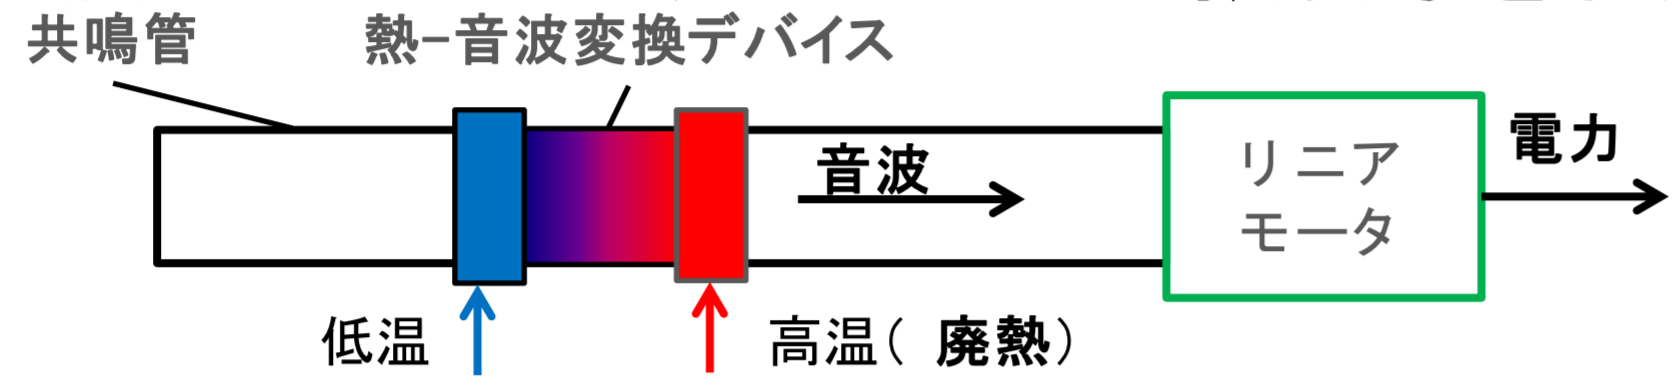 共鳴管
熱-音波変換デバイス
音波
リニア
モータ
電力
低温
高温( 廃熱)